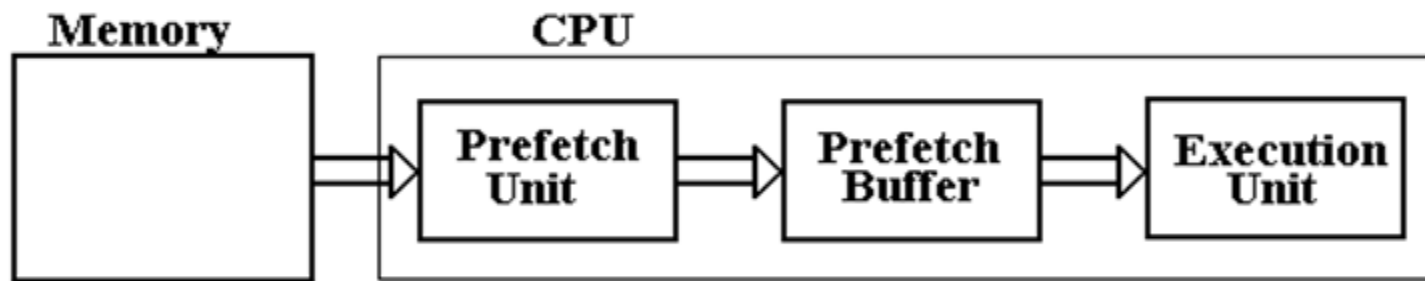 Memory
CPU
Prefetch
Unit
Prefetch
Buffer
Execution
Unit